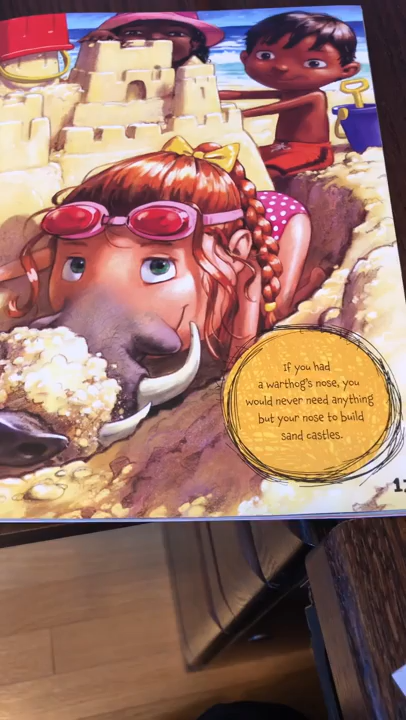 If you had
a warthog's nose, you
would never need anything
but your nose to build
sand castles.